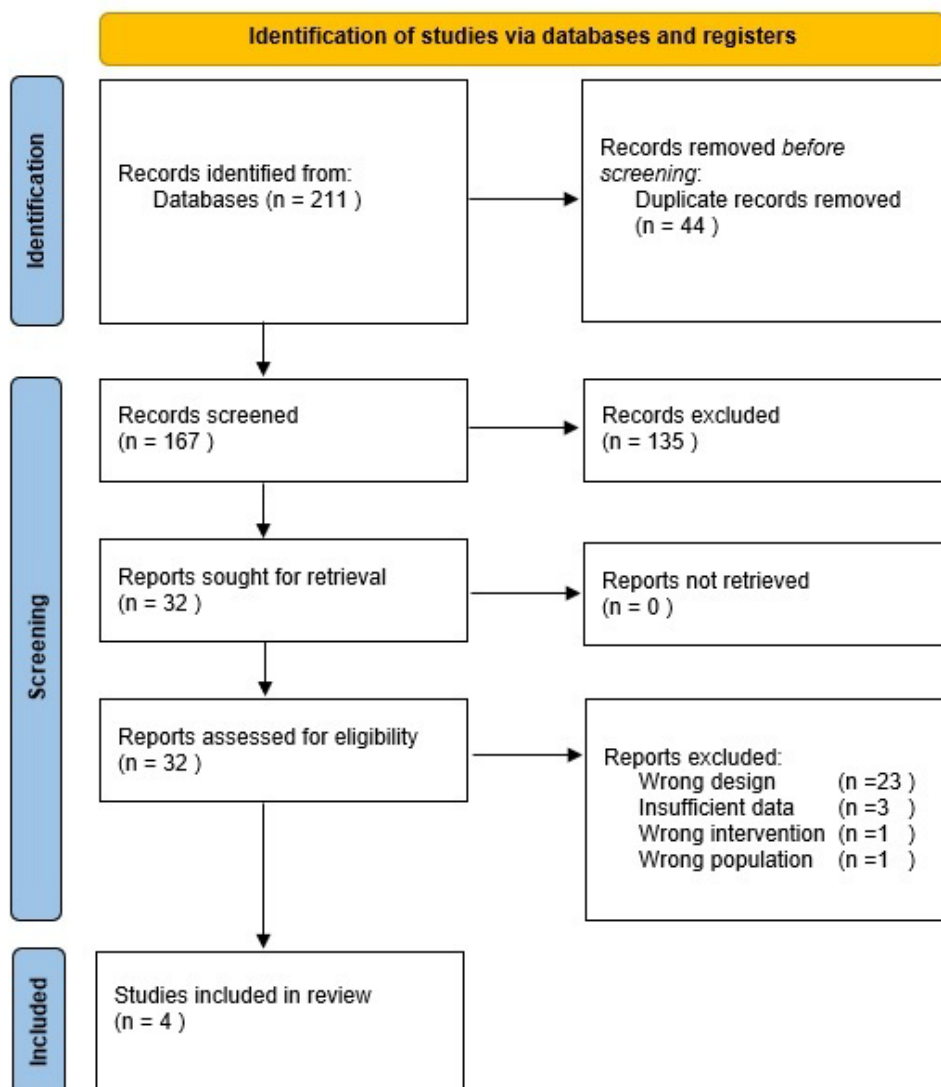 Identification of studies via databases and registers
Identification
Records identified from:
Databases (n = 211 )
Records removed before
screening:
Duplicate records removed
(n = 44 )
Screening
Records screened
(n = 167 )
Records excluded
(n = 135 )
Reports sought for retrieval
(n = 32 )
Reports not retrieved
(n = 0 )
Reports assessed for eligibility
(n = 32 )
Reports excluded:
Wrong design (n =23 )
Insufficient data (n =3 )
Wrong intervention (n =1 )
Wrong population (n =1 )
Included
Studies included in review
(n = 4 )